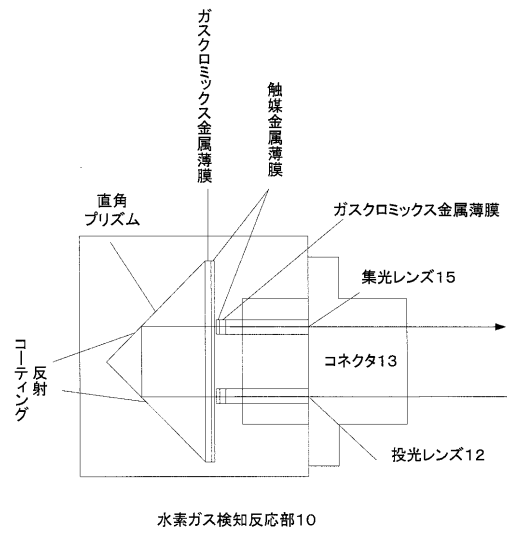 ガスクロミックス金属薄膜
触媒金属薄膜
直角
プリズム
ガスクロミックス金属薄膜
集光レンズ15
コネクタ13
反射
コーティング
投光レンズ12
水素ガス検知反応部10